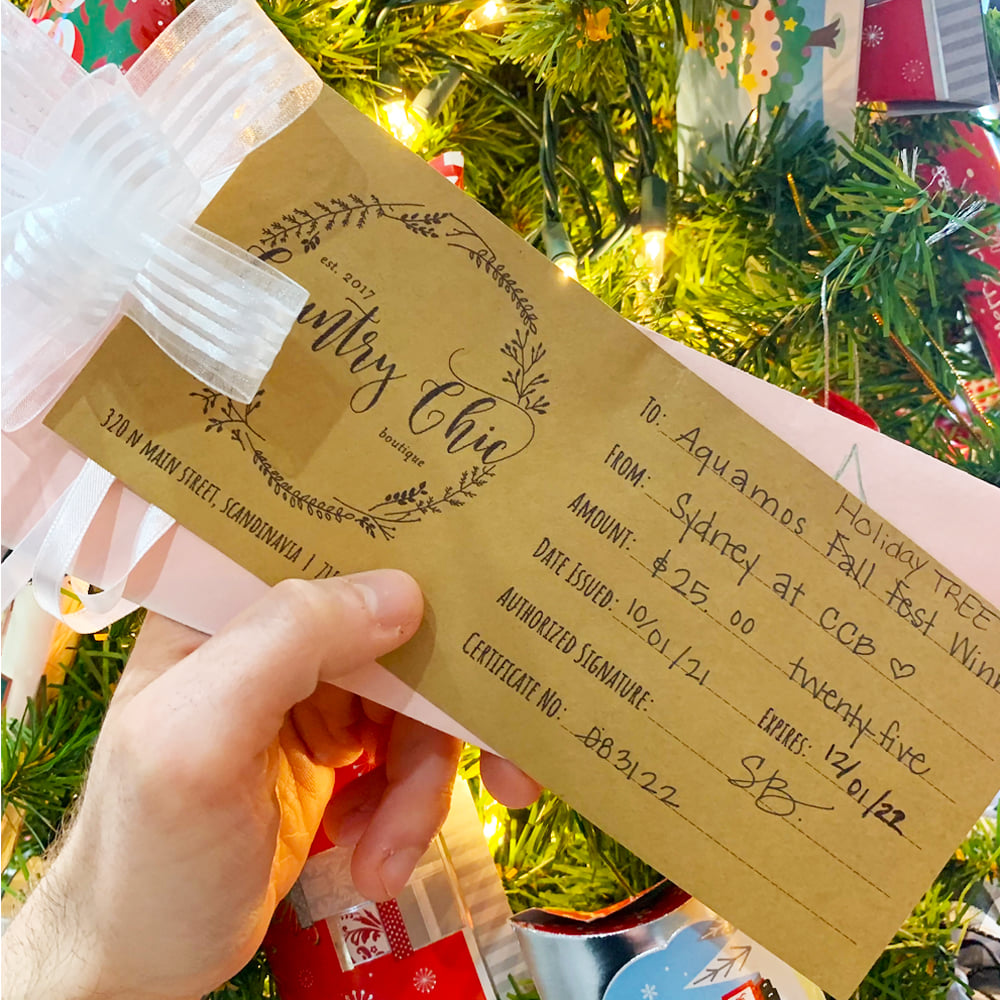 est. 2017
Country Chic
boutique
320 N MAIN STREET, SCANDINAVIA |
Holiday TREE
TO: Aquamos Fall Fest Winn
FROM: Sydney at CCB ♡
AMOUNT: $25.00 twenty-five
DATE ISSUED: 10/01/21 EXPIRES: 12/01/22
AUTHORIZED SIGNATURE: SB.
CERTIFICATE NO: 083122